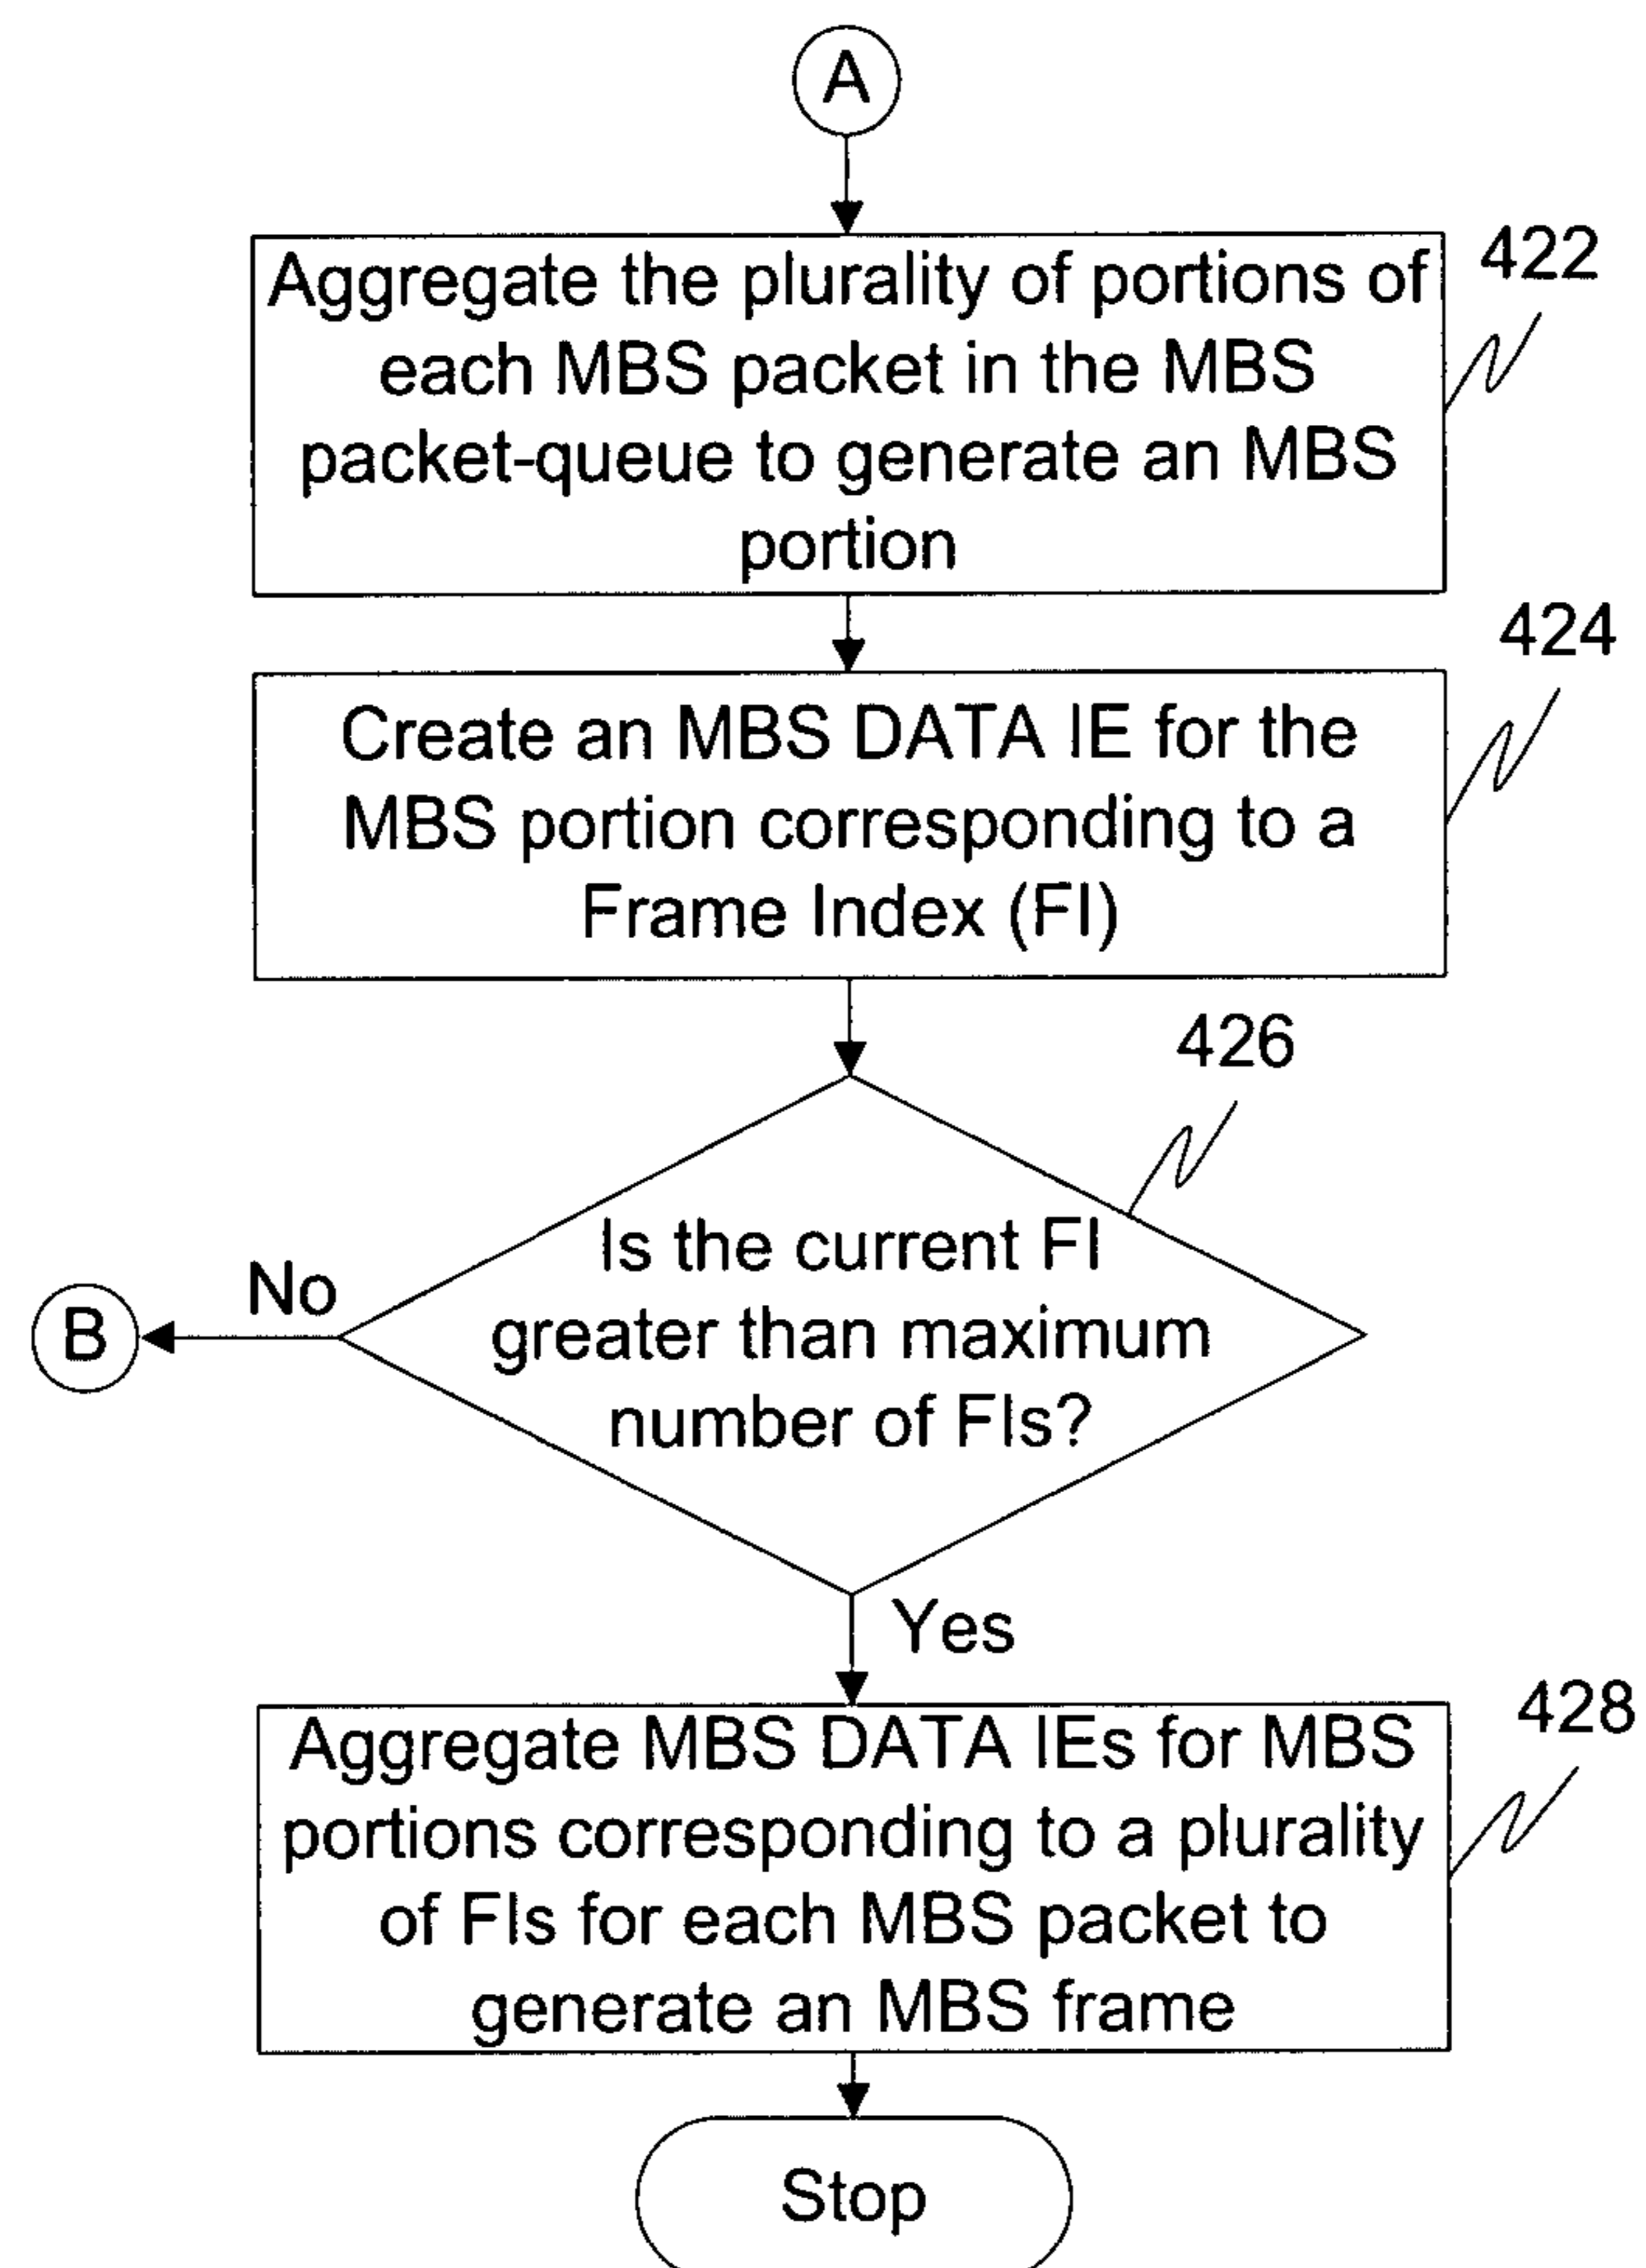 A
Aggregate the plurality of portions of
each MBS packet in the MBS
packet-queue to generate an MBS
portion
422
Create an MBS DATA IE for the
MBS portion corresponding to a
Frame Index (FI)
424
426
Is the current FI
greater than maximum
number of FIs?
No
B
Yes
Aggregate MBS DATA IEs for MBS
portions corresponding to a plurality
of FIs for each MBS packet to
generate an MBS frame
428
Stop